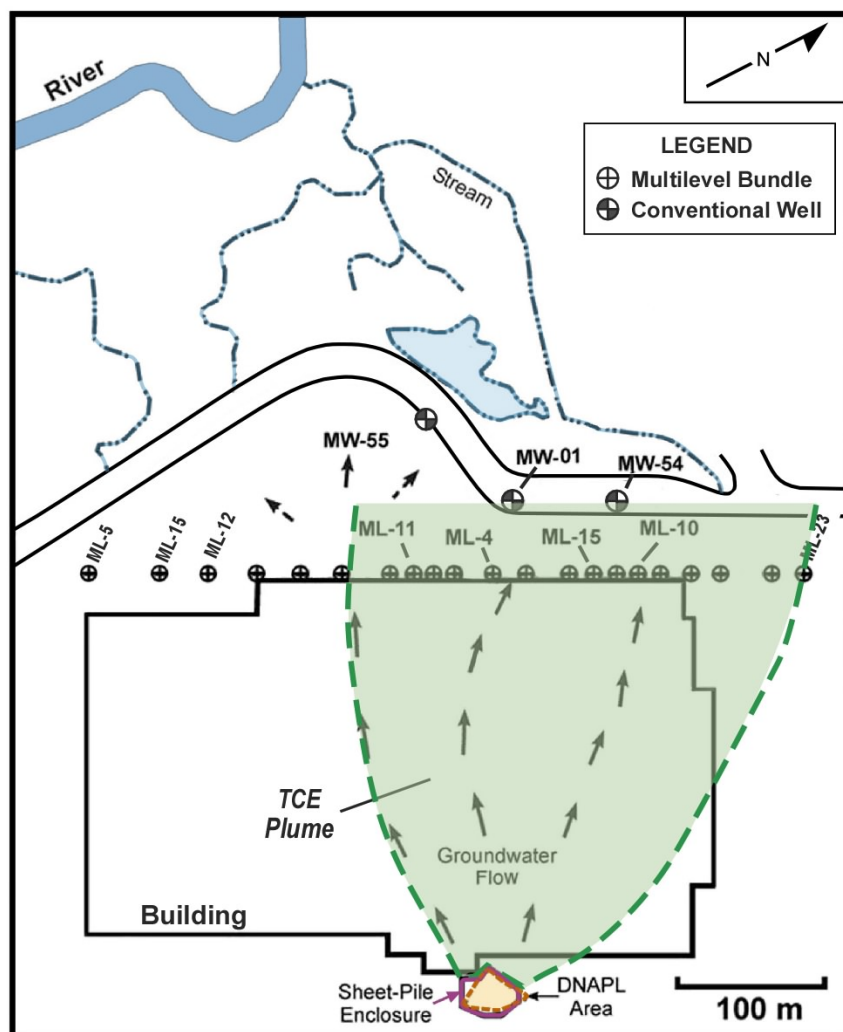 River
N
LEGEND
Multilevel Bundle
Conventional Well
Stream
MW-55
MW-01
MW-54
ML-5
ML-15
ML-12
ML-11
ML-4
ML-15
ML-10
ML-23
TCE
Plume
Groundwater
Flow
Building
Sheet-Pile
Enclosure
DNAPL
Area
100 m